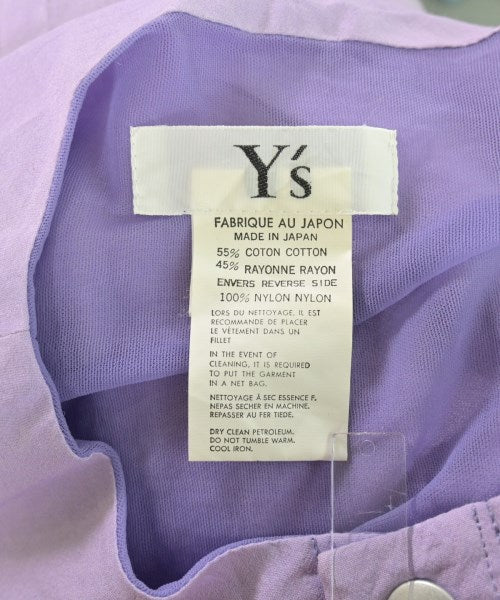 Y's
FABRIQUE AU JAPON
MADE IN JAPAN
55% COTON COTTON
45% RAYONNE RAYON
ENVERS REVERSE SIDE
100% NYLON NYLON
LORS DU NETTOYAGE, IL EST
RECOMMANDE DE PLACER
LE VÊTEMENT DANS UN
FILLET
IN THE EVENT OF
CLEANING, IT IS REQUIRED
TO PUT THE GARMENT
IN A NET BAG.
NETTOYAGE À SEC ESSENCE F.
NEPAS SECHER EN MACHINE.
REPASSER AU FER TIEDE.
DRY CLEAN PETROLEUM.
DO NOT TUMBLE WARM.
COOL IRON.